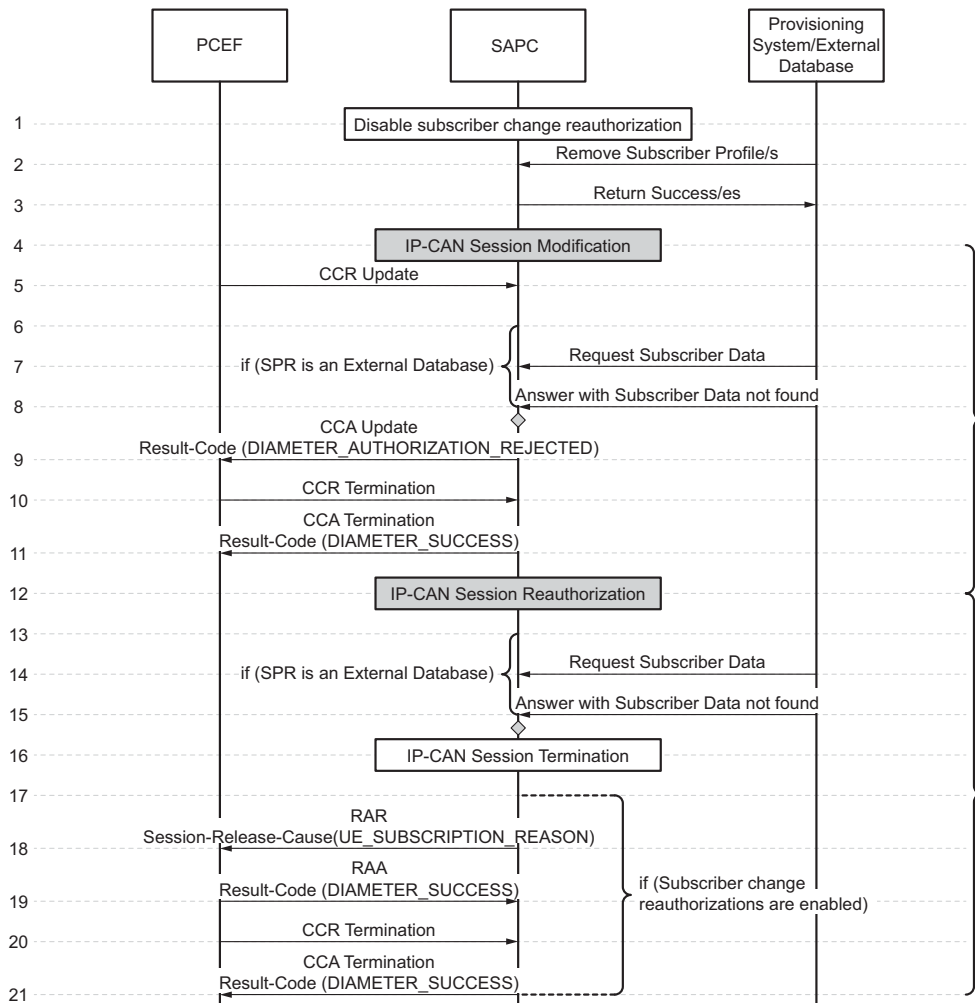 PCEF
SAPC
Provisioning
System/External
Database
1
Disable subscriber change reauthorization
2
Remove Subscriber Profile/s
3
Return Success/es
4
IP-CAN Session Modification
CCR Update
5
6
if (SPR is an External Database)
Request Subscriber Data
7
Answer with Subscriber Data not found
8
CCA Update
Result-Code (DIAMETER_AUTHORIZATION_REJECTED)
9
CCR Termination
10
CCA Termination
Result-Code (DIAMETER_SUCCESS)
11
12
IP-CAN Session Reauthorization
13
if (SPR is an External Database)
Request Subscriber Data
14
Answer with Subscriber Data not found
15
16
IP-CAN Session Termination
17
RAR
Session-Release-Cause(UE_SUBSCRIPTION_REASON)
18
RAA
Result-Code (DIAMETER_SUCCESS)
19
if (Subscriber change
reauthorizations are enabled)
CCR Termination
20
CCA Termination
Result-Code (DIAMETER_SUCCESS)
21